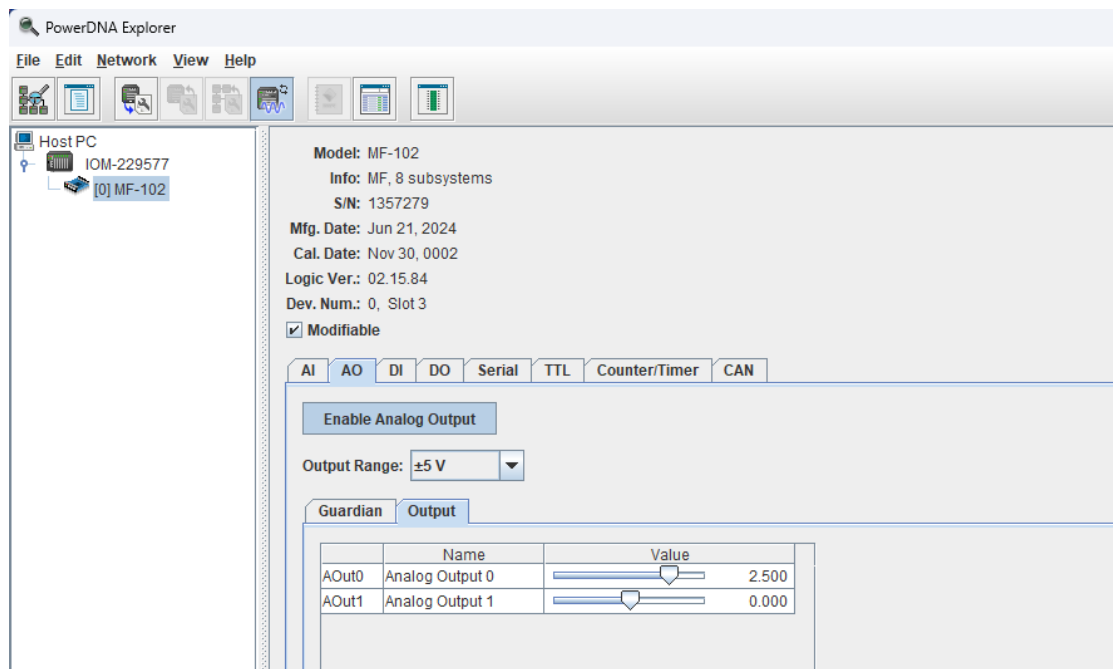 PowerDNA Explorer
File Edit Network View Help
Host PC
IOM-229577
[0] MF-102
Model: MF-102
Info: MF, 8 subsystems
S/N: 1357279
Mfg. Date: Jun 21, 2024
Cal. Date: Nov 30, 0002
Logic Ver.: 02.15.84
Dev. Num.: 0, Slot 3
Modifiable
AI AO DI DO Serial TTL Counter/Timer CAN
Enable Analog Output
Output Range: ±5 V
Guardian Output
Name Value
AOut0 Analog Output 0 2.500
AOut1 Analog Output 1 0.000